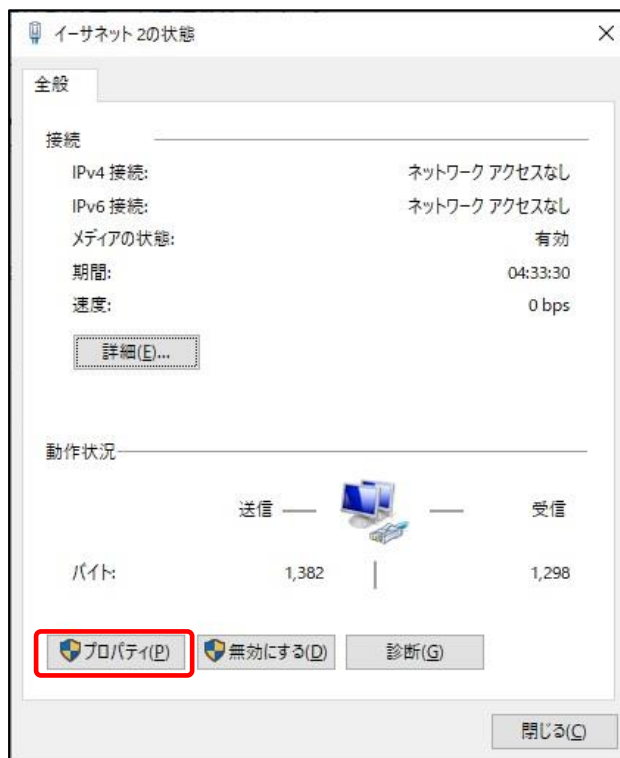 イーサネット 2の状態
全般
接続
IPv4 接続: ネットワーク アクセスなし
IPv6 接続: ネットワーク アクセスなし
メディアの状態: 有効
期間: 04:33:30
速度: 0 bps
詳細(E)...
動作状況
送信 受信
バイト: 1,382 1,298
プロパティ(P) 無効にする(D) 診断(G)
閉じる(C)